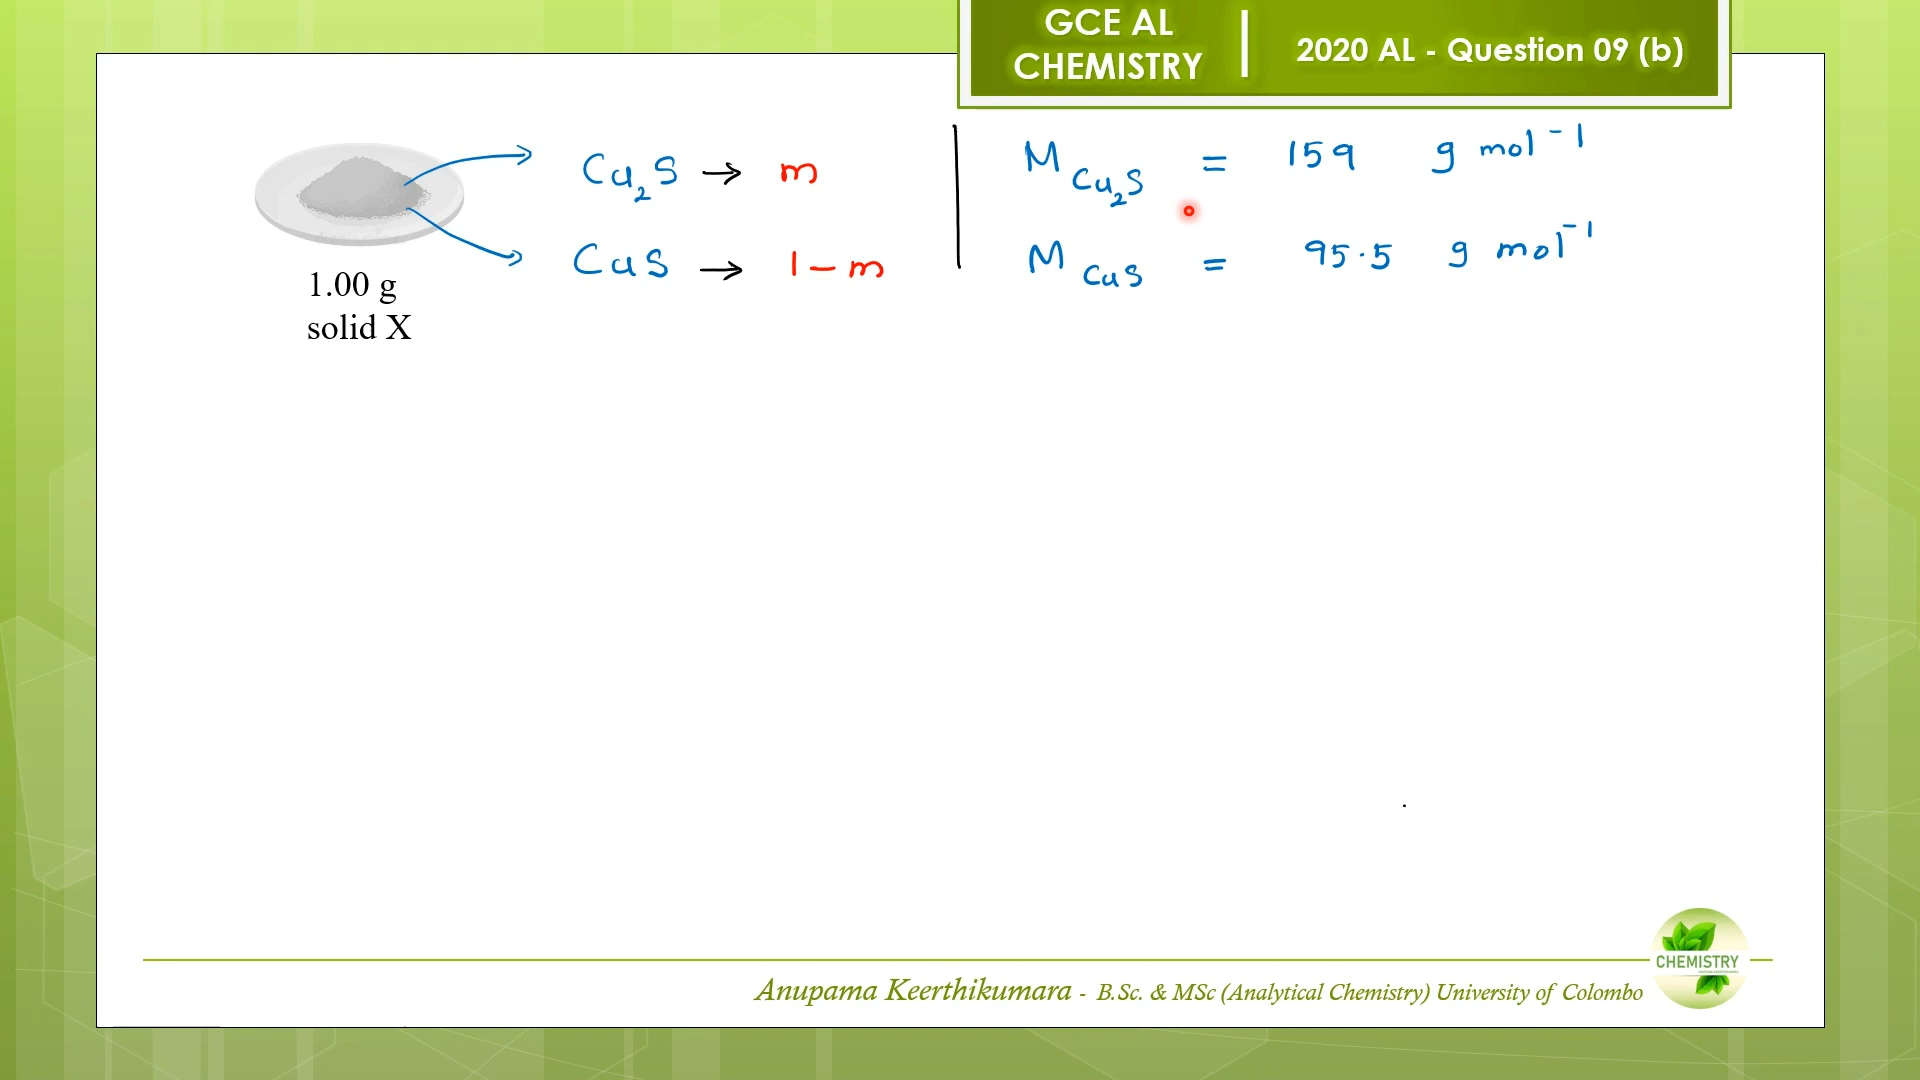 GCE AL
CHEMISTRY
2020 AL - Question 09 (b)
Cu₂S → m
CuS → 1 - m
1.00 g
solid X
M Cu₂S = 159 g mol⁻¹
M CuS = 95.5 g mol⁻¹
CHEMISTRY
Anupama Keerthikumara - B.Sc. & MSc (Analytical Chemistry) University of Colombo